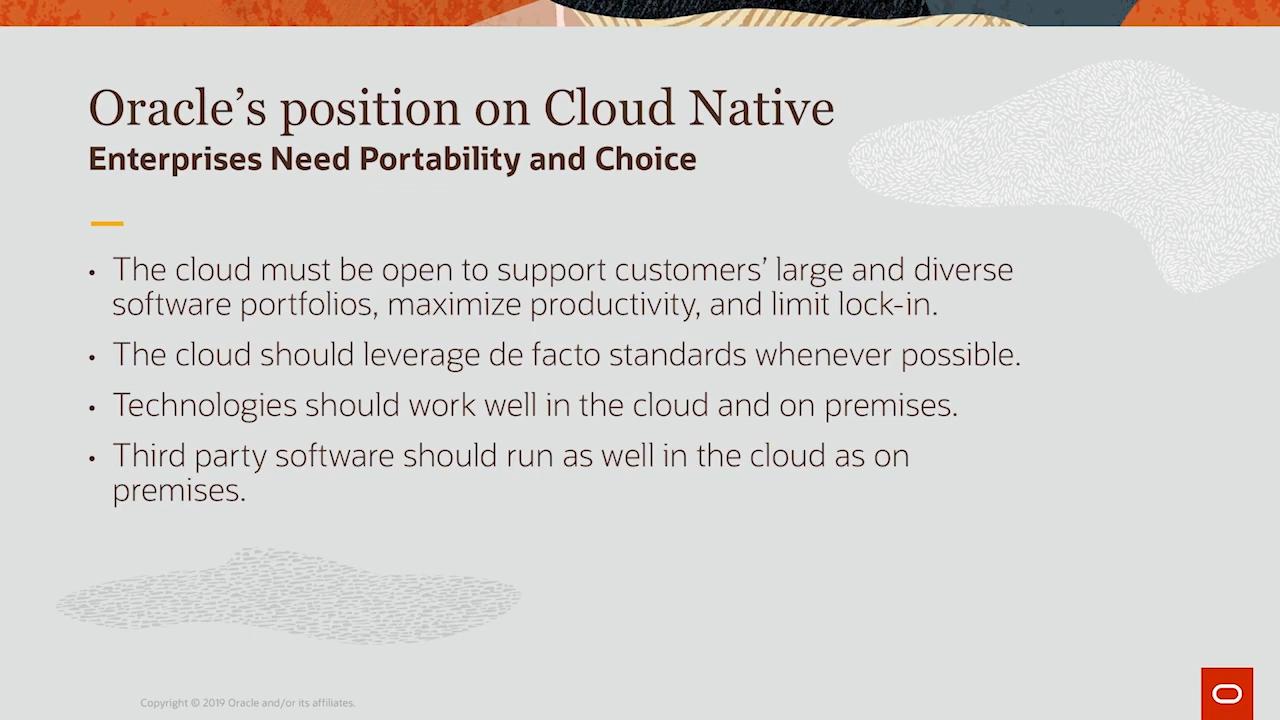 Oracle’s position on Cloud Native
Enterprises Need Portability and Choice
• The cloud must be open to support customers’ large and diverse
software portfolios, maximize productivity, and limit lock-in.
• The cloud should leverage de facto standards whenever possible.
• Technologies should work well in the cloud and on premises.
• Third party software should run as well in the cloud as on
premises.
Copyright © 2019 Oracle and/or its affiliates.